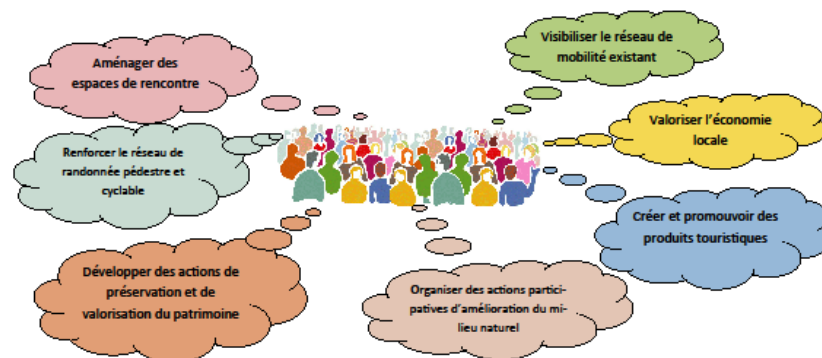 Aménager des
espaces de rencontre
Visibiliser le réseau de
mobilité existant
Renforcer le réseau de
randonnée pédestre et
cyclable
Valoriser l'économie
locale
Créer et promouvoir des
produits touristiques
Développer des actions de
préservation et de
valorisation du patrimoine
Organiser des actions partici-
patives d'amélioration du mi-
lieu naturel